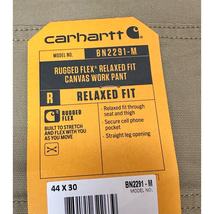 carhartt
MODEL NO. BN2291-M
RUGGED FLEX® RELAXED FIT
CANVAS WORK PANT
R RELAXED FIT
RUGGED
FLEX
BUILT TO STRETCH
AND FLEX WITH YOU
AS YOU MOVE
• Relaxed fit through
seat and thigh
• Secure cell phone
pocket
• Straight leg opening
44 X 30
BN2291 - M
MODEL NO.